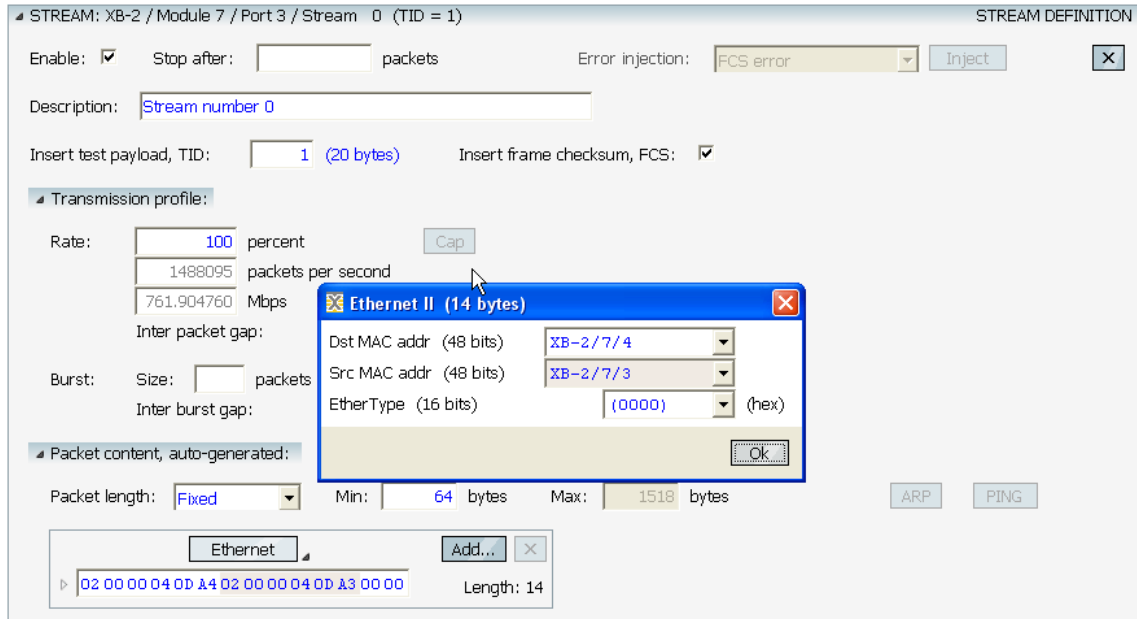 STREAM: XB-2 / Module 7 / Port 3 / Stream 0 (TID = 1) STREAM DEFINITION
Enable: Stop after: packets Error injection: FCS error Inject X
Description: Stream number 0
Insert test payload, TID: 1 (20 bytes) Insert frame checksum, FCS:
Transmission profile:
Rate: 100 percent Cap
1488095 packets per second
761.904760 Mbps
Inter packet gap:
Burst: Size: packets
Inter burst gap:
Ethernet II (14 bytes)
Dst MAC addr (48 bits) XB-2/7/4
Src MAC addr (48 bits) XB-2/7/3
EtherType (16 bits) (0000) (hex)
Ok
Packet content, auto-generated:
Packet length: Fixed Min: 64 bytes Max: 1518 bytes ARP PING
Ethernet Add... X
02 00 00 04 0D A4 02 00 00 04 0D A3 00 00 Length: 14